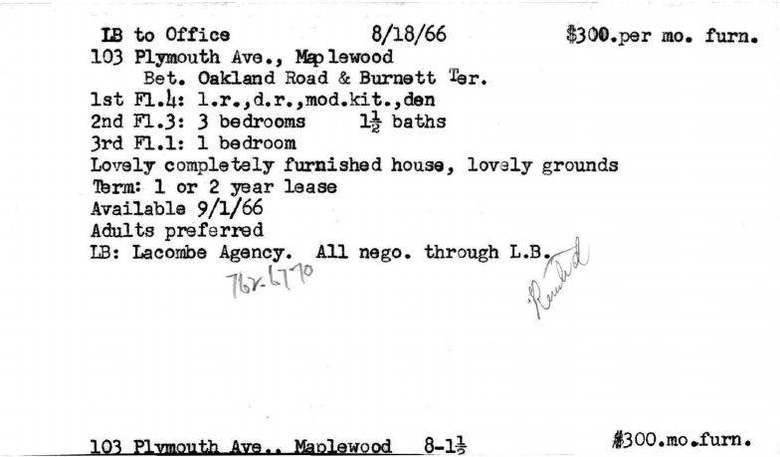 LB to Office 8/18/66 $300.per mo. furn.
103 Plymouth Ave., Maplewood
Bet. Oakland Road & Burnett Ter.
1st Fl.4: l.r.,d.r.,mod.kit.,den
2nd Fl.3: 3 bedrooms 1½ baths
3rd Fl.1: 1 bedroom
Lovely completely furnished house, lovely grounds
Term: 1 or 2 year lease
Available 9/1/66
Adults preferred
LB: Lacombe Agency. All nego. through L.B.
762-6770
Rented
103 Plymouth Ave., Maplewood 8-1½ $300.mo.furn.